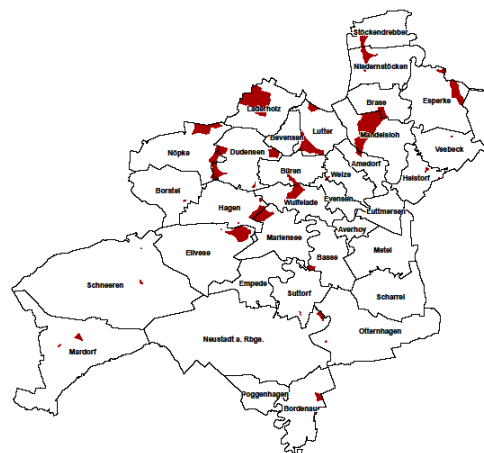 Stöckendrebber
Niedernstöcken
Brase
Esperke
Laderholz
Mandelsloh
Bevensen
Lutter
Vesbeck
Nöpke
Dudensen
Amedorf
Büren
Welze
Helstorf
Borstel
Evensen
Wulfelade
Hagen
Luttmersen
Averhoy
Mariensee
Metel
Eilvese
Basse
Empede
Schneeren
Suttorf
Scharrel
Otternhagen
Neustadt a. Rbge.
Mardorf
Poggenhagen
Bordenau